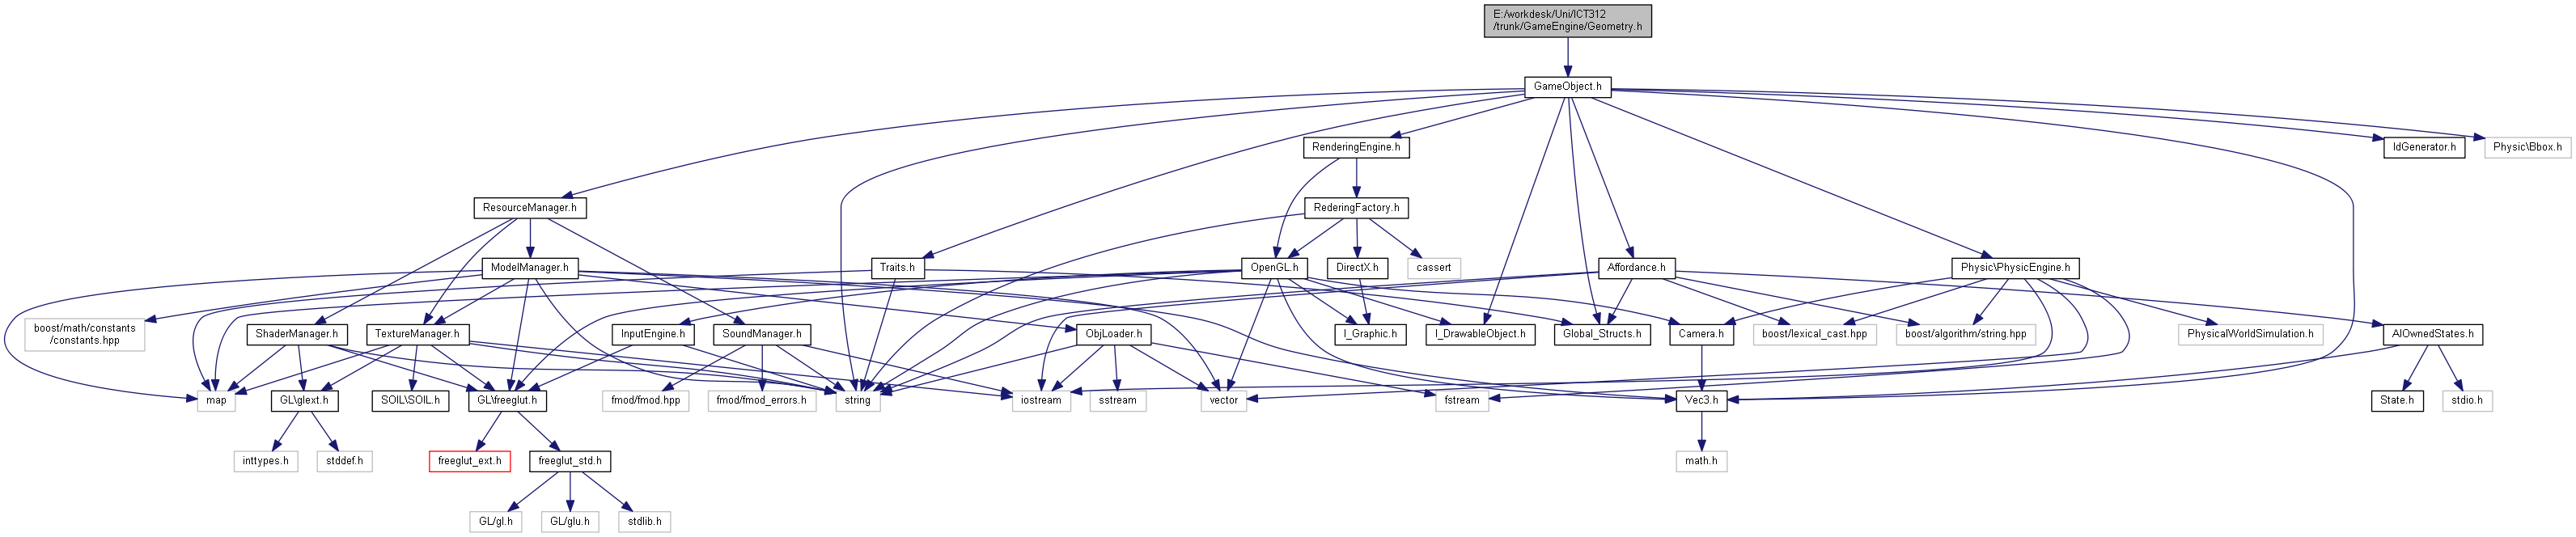 E:/workdesk/Uni/ICT312
/trunk/GameEngine/Geometry.h
GameObject.h
RenderingEngine.h
IdGenerator.h
Physic\Bbox.h
ResourceManager.h
RederingFactory.h
ModelManager.h
Traits.h
OpenGL.h
DirectX.h
cassert
Affordance.h
Physic\PhysicEngine.h
boost/math/constants
/constants.hpp
ShaderManager.h
TextureManager.h
InputEngine.h
SoundManager.h
ObjLoader.h
I_Graphic.h
I_DrawableObject.h
Global_Structs.h
Camera.h
boost/lexical_cast.hpp
boost/algorithm/string.hpp
PhysicalWorldSimulation.h
AIOwnedStates.h
map
GL\glext.h
SOIL\SOIL.h
GL\freeglut.h
fmod/fmod.hpp
fmod/fmod_errors.h
string
iostream
sstream
vector
fstream
Vec3.h
State.h
stdio.h
inttypes.h
stddef.h
freeglut_ext.h
freeglut_std.h
math.h
GL/gl.h
GL/glu.h
stdlib.h